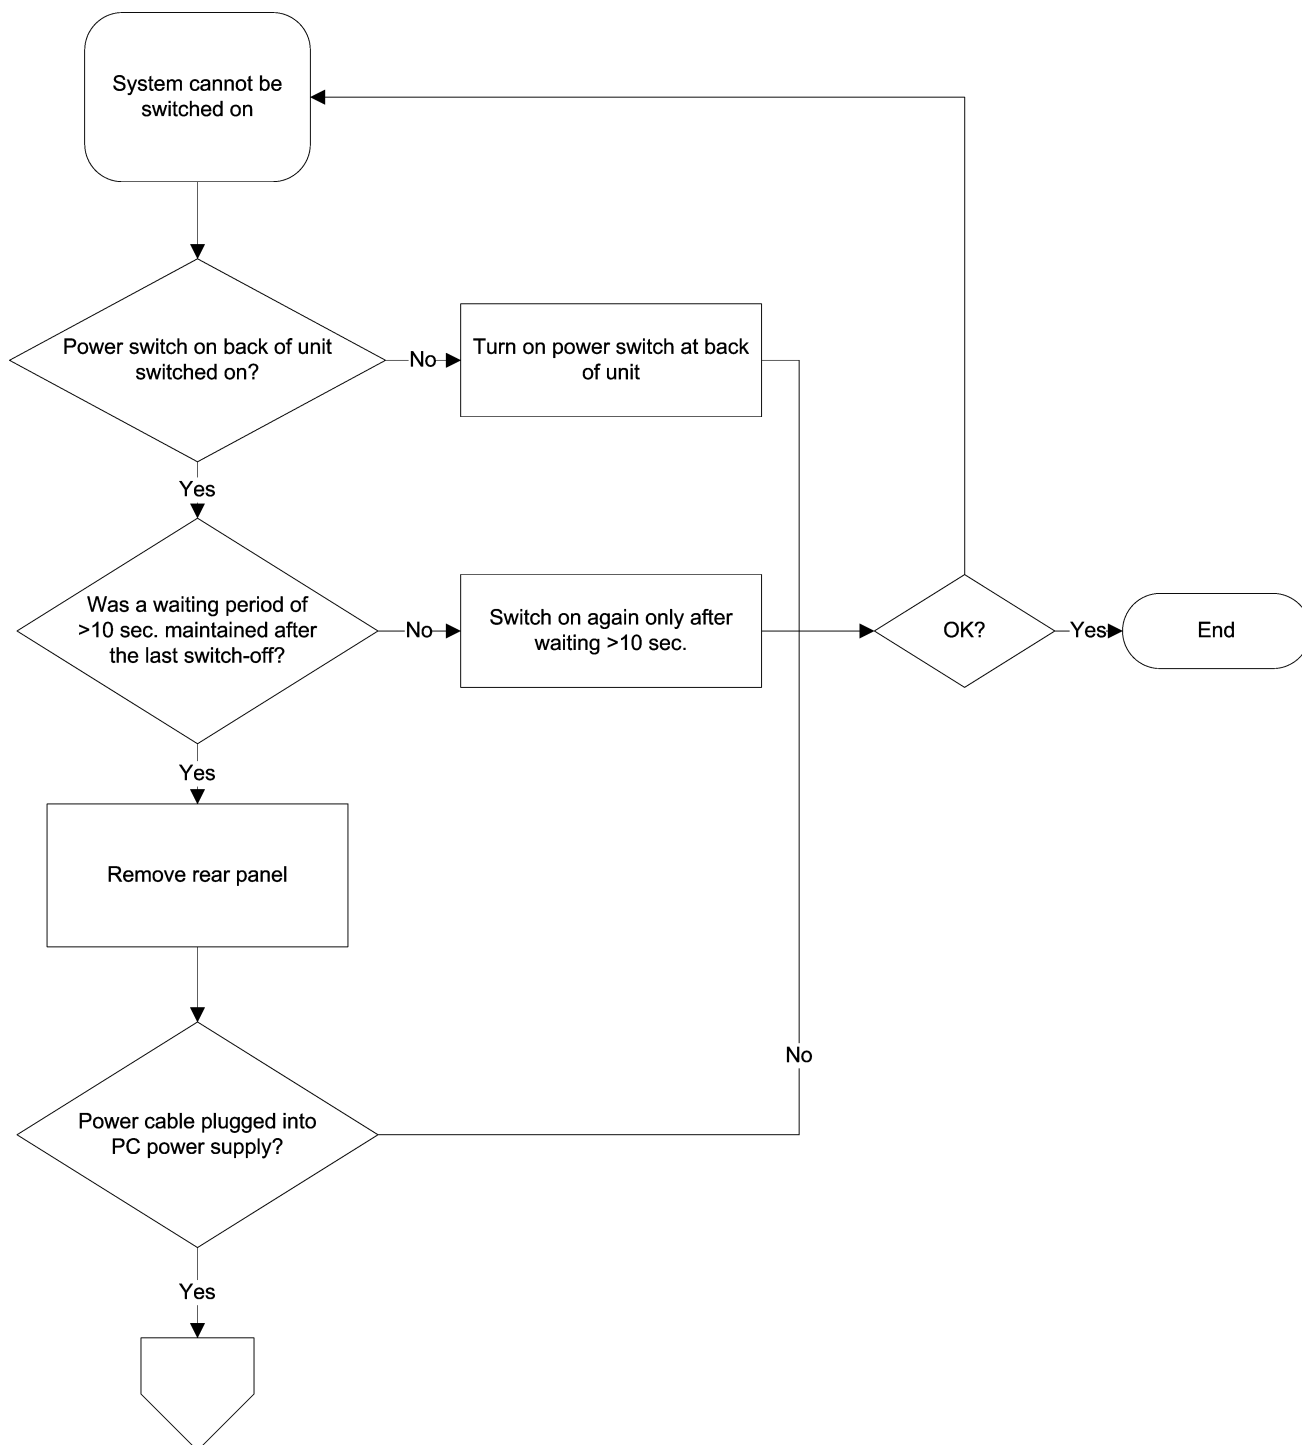 System cannot be
switched on
Power switch on back of unit
switched on?
No
Turn on power switch at back
of unit
Yes
Was a waiting period of
>10 sec. maintained after
the last switch-off?
No
Switch on again only after
waiting >10 sec.
OK?
Yes
End
Yes
Remove rear panel
No
Power cable plugged into
PC power supply?
Yes